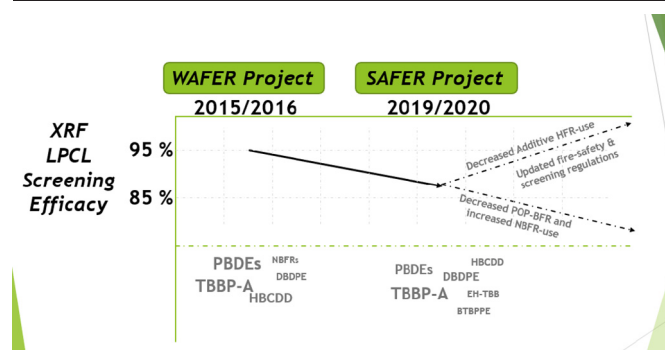 WAFER Project
SAFER Project
2015/2016
2019/2020
XRF
LPCL
Screening
Efficacy
95 %
85 %
Decreased Additive HFR-use
Updated fire-safety &
screening regulations
Decreased POP-BFR and
increased NBFR-use
PBDEs
NBFRs
DBDPE
TBBP-A
HBCDD
HBCDD
PBDEs
DBDPE
TBBP-A
EH-TBB
BTBPPE